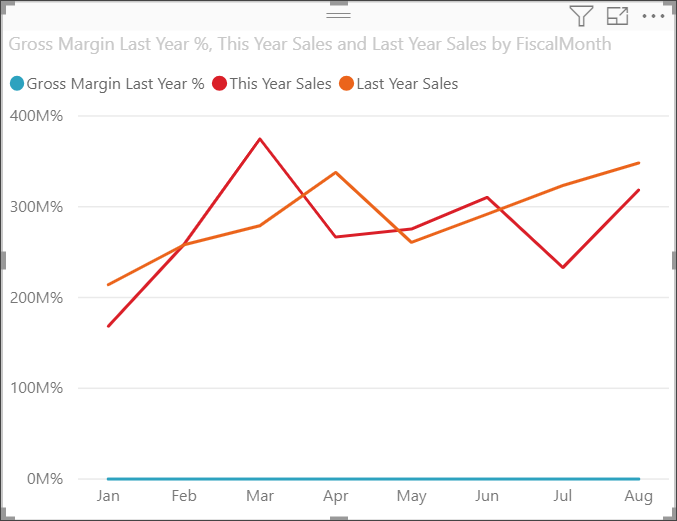 Gross Margin Last Year %, This Year Sales and Last Year Sales by FiscalMonth
Gross Margin Last Year % This Year Sales Last Year Sales
400M%
300M%
200M%
100M%
0M%
Jan Feb Mar Apr May Jun Jul Aug